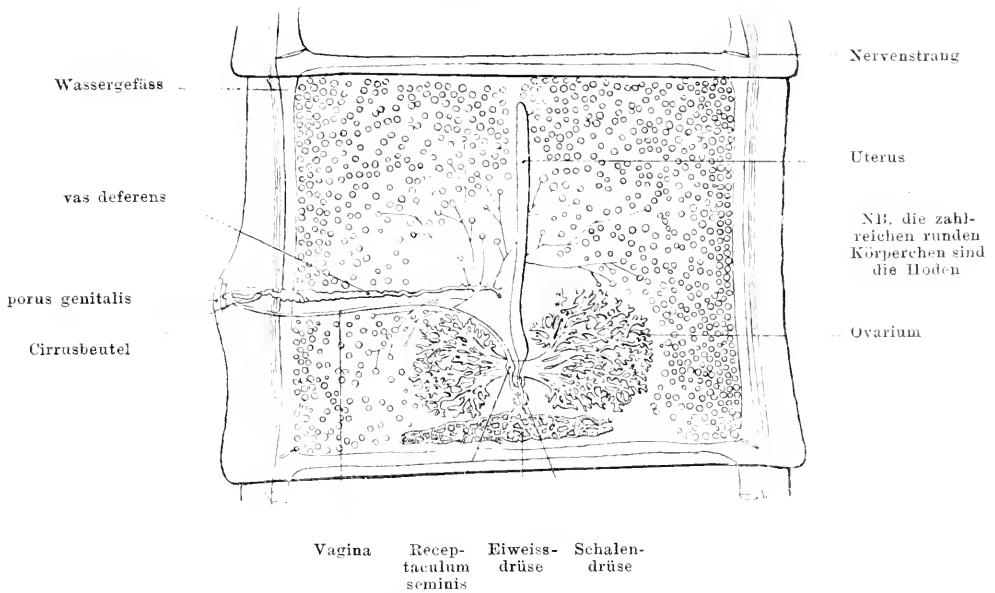 Nervenstrang
Wassergefäss
Uterus
vas deferens
NB. die zahl-
reichen runden
Körperchen sind
die Hoden
porus genitalis
Ovarium
Cirrusbeutel
Vagina
Recep-
taculum
seminis
Eiweiss-
drüse
Schalen-
drüse